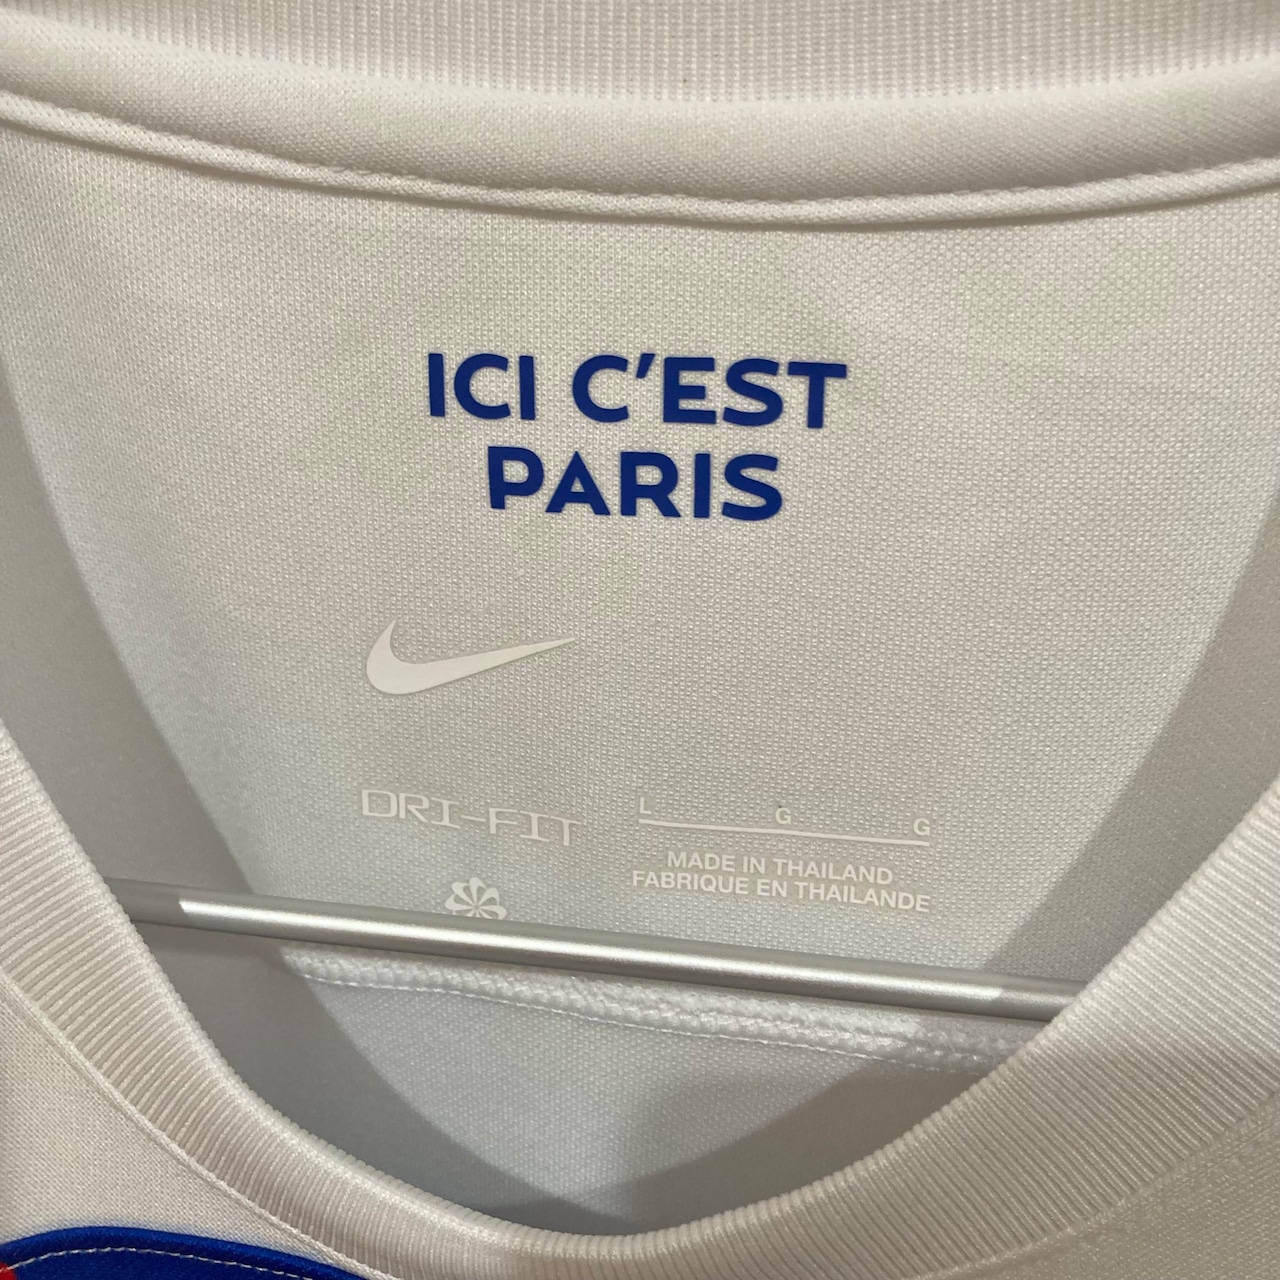 ICI C'EST
PARIS
DRI-FIT
L G G
MADE IN THAILAND
FABRIQUE EN THAILANDE